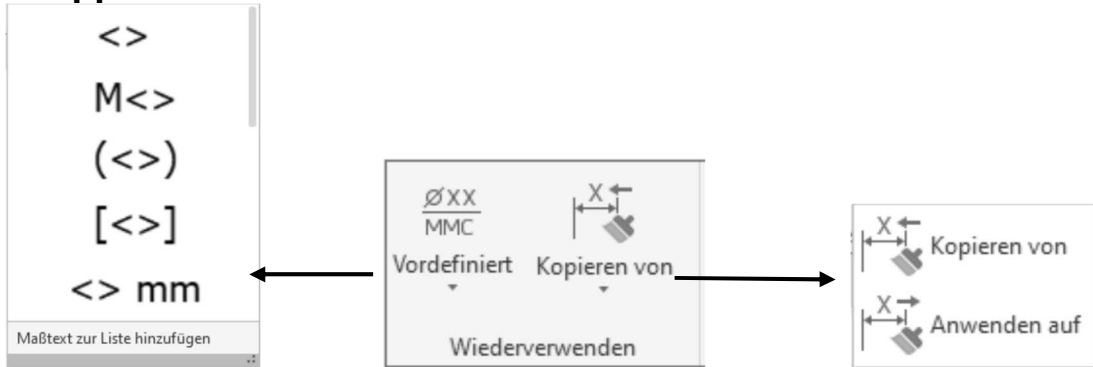 <>
M<>
(<>)
[<>]
<> mm
Maßtext zur Liste hinzufügen
ØXX
MMC
X
Vordefiniert
Kopieren von
Wiederverwenden
X
Kopieren von
X
Anwenden auf